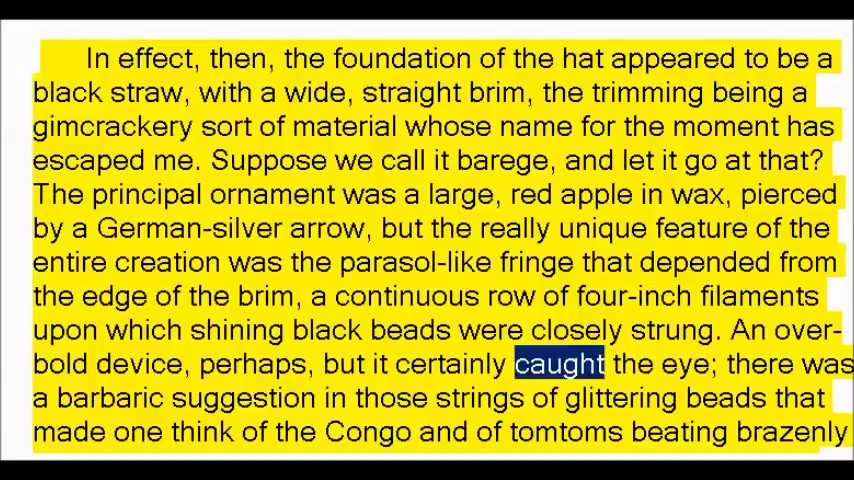 In effect, then, the foundation of the hat appeared to be a
black straw, with a wide, straight brim, the trimming being a
gimcrackery sort of material whose name for the moment has
escaped me. Suppose we call it barege, and let it go at that?
The principal ornament was a large, red apple in wax, pierced
by a German-silver arrow, but the really unique feature of the
entire creation was the parasol-like fringe that depended from
the edge of the brim, a continuous row of four-inch filaments
upon which shining black beads were closely strung. An over-
bold device, perhaps, but it certainly caught the eye; there was
a barbaric suggestion in those strings of glittering beads that
made one think of the Congo and of tomtoms beating brazenly